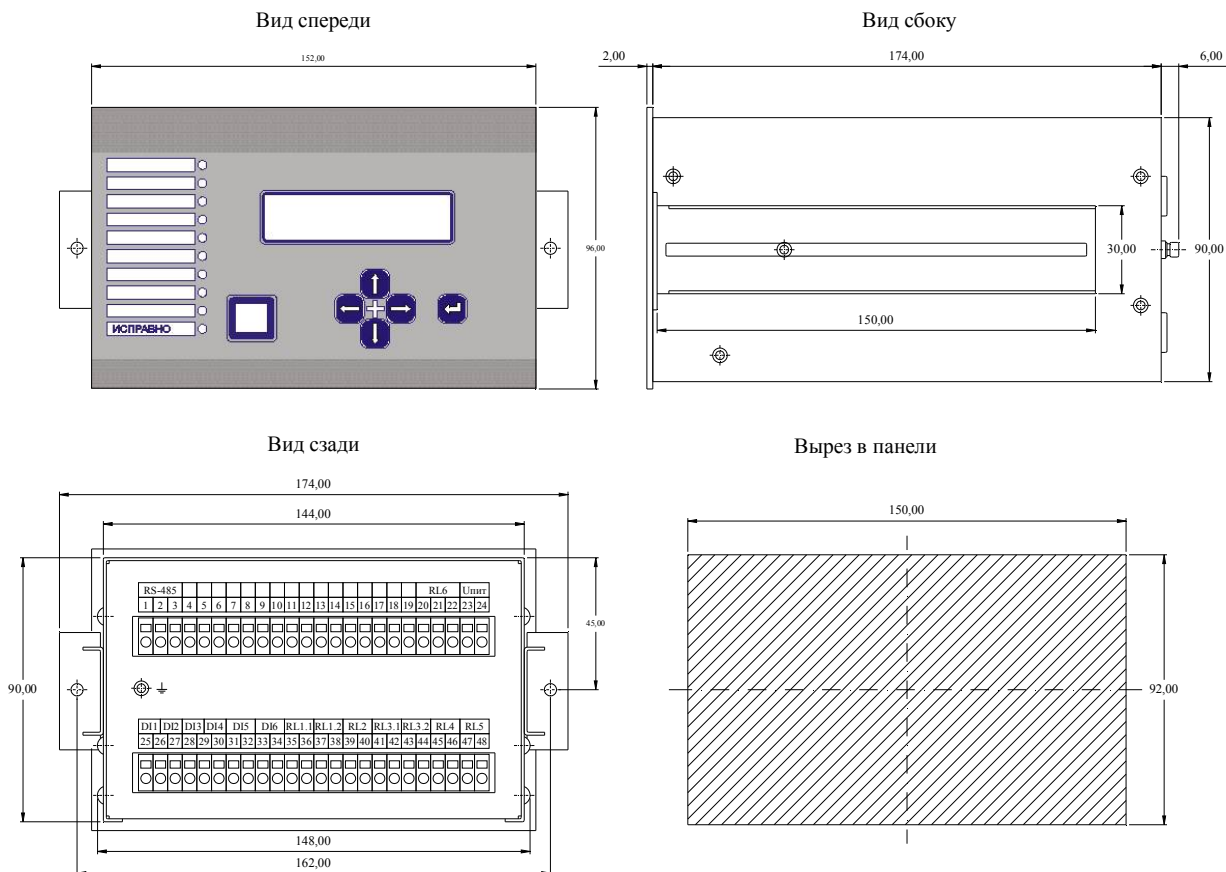 Вид спереди
Вид сбоку
152,00
2,00
174,00
6,00
96,00
ИСПРАВНО
30,00
90,00
150,00
Вид сзади
Вырез в панели
174,00
144,00
150,00
RS-485 RL6 Uпит
1 2 3 4 5 6 7 8 9 10 11 12 13 14 15 16 17 18 19 20 21 22 23 24
45,00
90,00
92,00
DI1 DI2 DI3 DI4 DI5 DI6 RL1.1 RL1.2 RL2 RL3.1 RL3.2 RL4 RL5
25 26 27 28 29 30 31 32 33 34 35 36 37 38 39 40 41 42 43 44 45 46 47 48
148,00
162,00